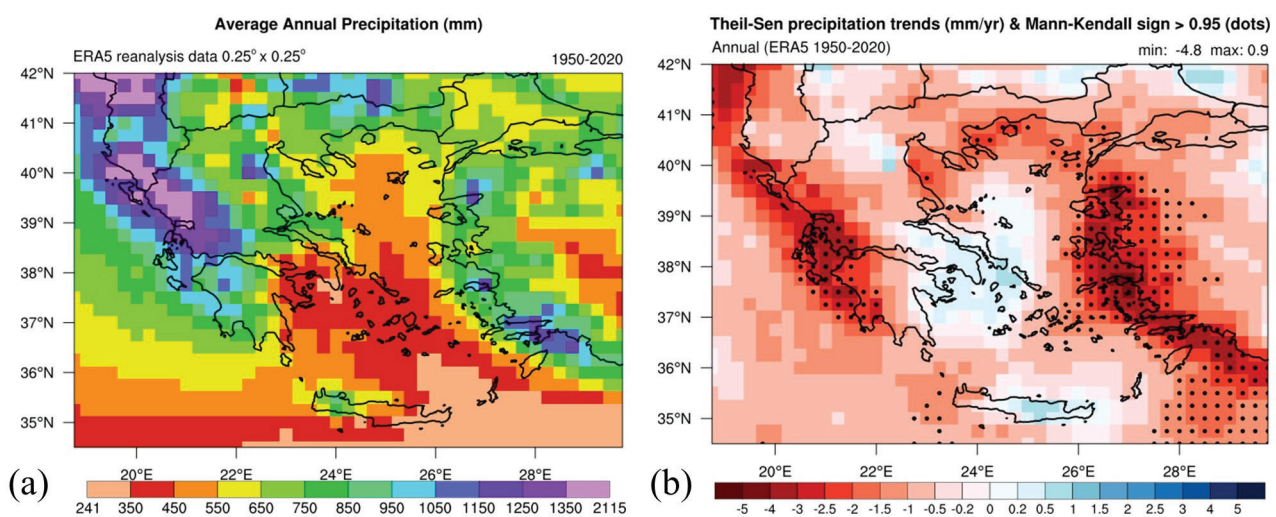 Average Annual Precipitation (mm)
ERA5 reanalysis data 0.25° x 0.25°
1950-2020
42°N
41°N
40°N
39°N
38°N
37°N
36°N
35°N
20°E
22°E
24°E
26°E
28°E
241 350 450 550 650 750 850 950 1050 1150 1250 1350 2115
(a)
Theil-Sen precipitation trends (mm/yr) & Mann-Kendall sign > 0.95 (dots)
Annual (ERA5 1950-2020)
min: -4.8 max: 0.9
42°N
41°N
40°N
39°N
38°N
37°N
36°N
35°N
20°E
22°E
24°E
26°E
28°E
-5 -4 -3 -2.5 -2 -1.5 -1 -0.5 -0.2 0 0.2 0.5 1 1.5 2 2.5 3 4 5
(b)